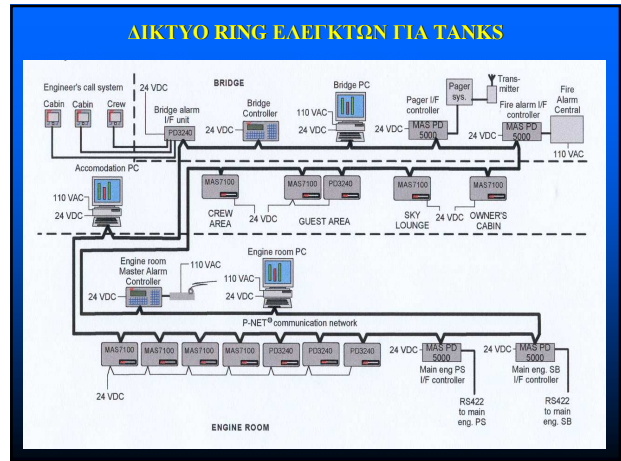 ΔΙΚΤΥΟ RING ΕΛΕΓΚΤΩΝ ΓΙΑ TANKS
Engineer's call system
Cabin Cabin Crew
24 VDC
BRIDGE
Bridge alarm
I/F unit
PD3240
Bridge
Controller
24 VDC
Bridge PC
110 VAC
24 VDC
Pager I/F
controller
24 VDC
MAS PD
5000
Pager
sys.
Trans-
mitter
Fire alarm I/F
controller
24 VDC
MAS PD
5000
Fire
Alarm
Central
110 VAC
Accomodation PC
110 VAC
24 VDC
MAS7100
MAS7100
PD3240
MAS7100
MAS7100
CREW
AREA
24 VDC
GUEST AREA
SKY
LOUNGE
24 VDC
OWNER'S
CABIN
Engine room
Master Alarm
Controller
24 VDC
110 VAC
Engine room PC
110 VAC
24 VDC
P-NET® communication network
MAS7100
MAS7100
MAS7100
MAS7100
PD3240
PD3240
PD3240
24 VDC
24 VDC
MAS PD
5000
Main eng PS
I/F controller
RS422
to main
eng. PS
24 VDC
MAS PD
5000
Main eng. SB
I/F controller
RS422
to main
eng. SB
ENGINE ROOM